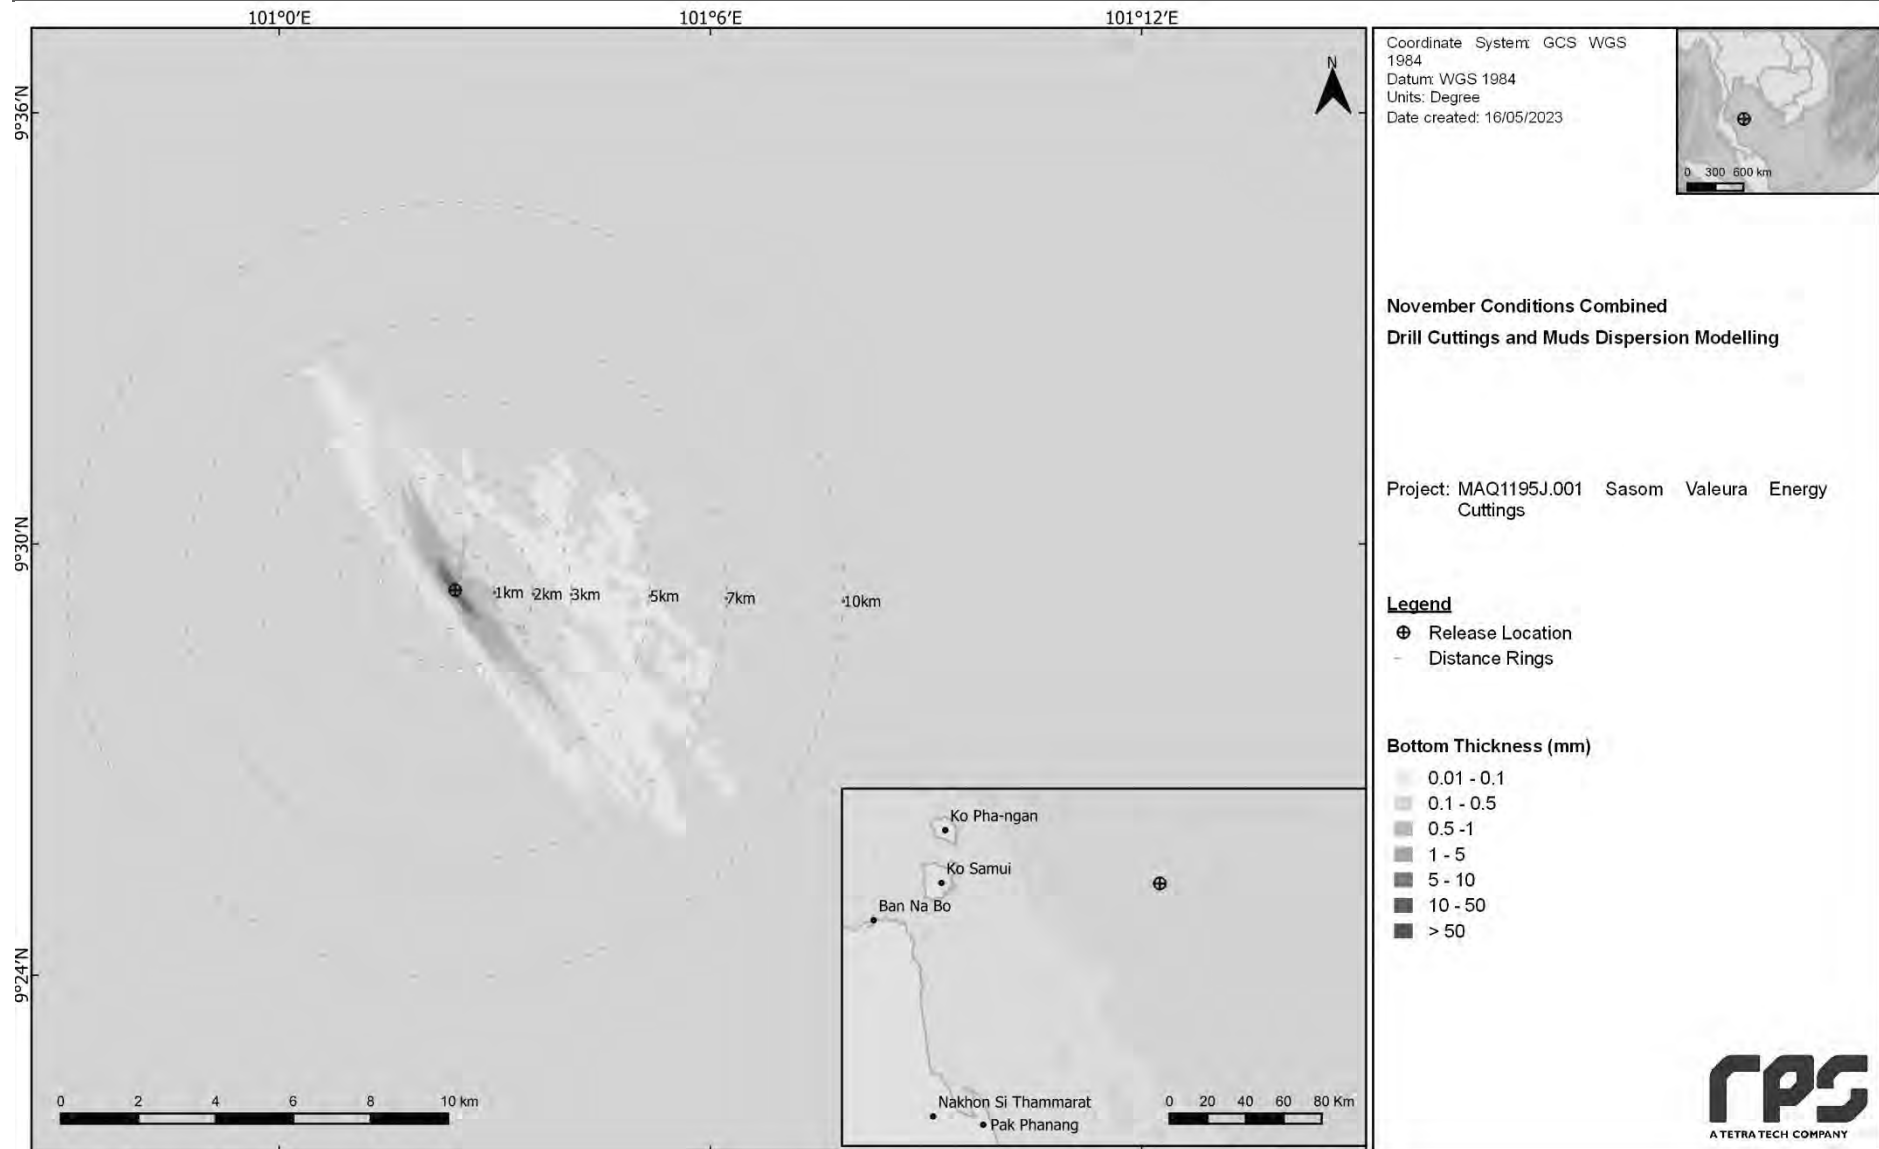 101°0′E
101°6′E
101°12′E
9°36′N
9°30′N
9°24′N
N
1km
2km
3km
5km
7km
10km
0 2 4 6 8 10 km
Ko Pha-ngan
Ko Samui
Ban Na Bo
Nakhon Si Thammarat
Pak Phanang
0 20 40 60 80 Km
Coordinate System: GCS WGS
1984
Datum: WGS 1984
Units: Degree
Date created: 16/05/2023
0 300 600 km
November Conditions Combined
Drill Cuttings and Muds Dispersion Modelling
Project: MAQ1195J.001 Sasom Valeura Energy
Cuttings
Legend
Release Location
Distance Rings
Bottom Thickness (mm)
0.01 - 0.1
0.1 - 0.5
0.5 -1
1 - 5
5 - 10
10 - 50
> 50
rps
A TETRA TECH COMPANY